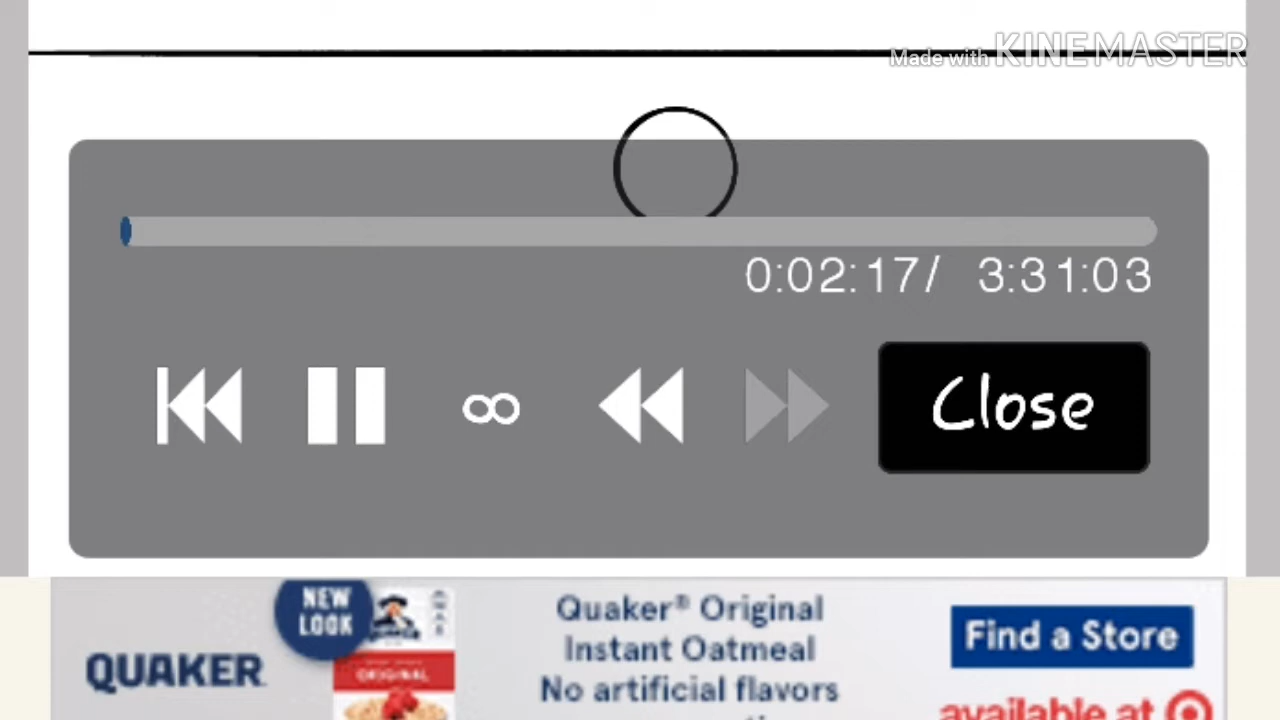 Made with KINEMASTER
0:02:17/ 3:31:03
∞
Close
NEW
LOOK
QUAKER
ORIGINAL
Quaker® Original
Instant Oatmeal
No artificial flavors
Find a Store
available at